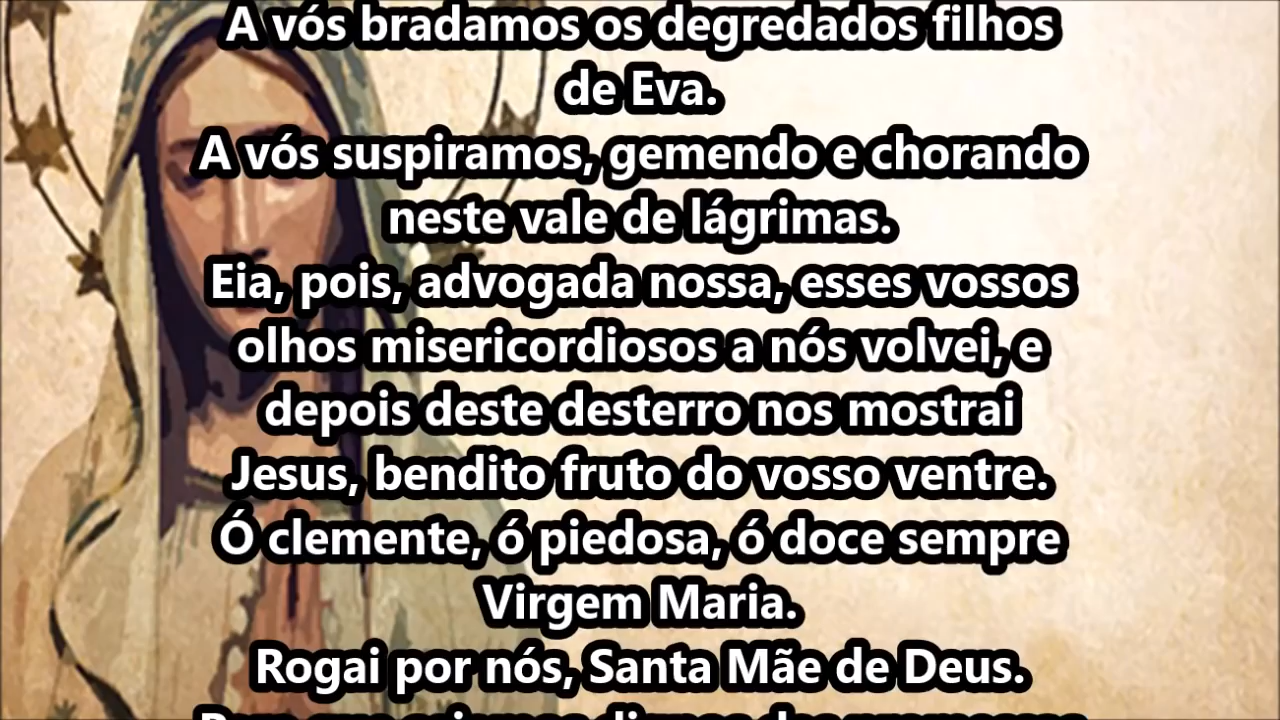 A vós bradamos os degredados filhos
de Eva.
A vós suspiramos, gemendo e chorando
neste vale de lágrimas.
Eia, pois, advogada nossa, esses vossos
olhos misericordiosos a nós volvei, e
depois deste desterro nos mostrai
Jesus, bendito fruto do vosso ventre.
Ó clemente, ó piedosa, ó doce sempre
Virgem Maria.
Rogai por nós, Santa Mãe de Deus.